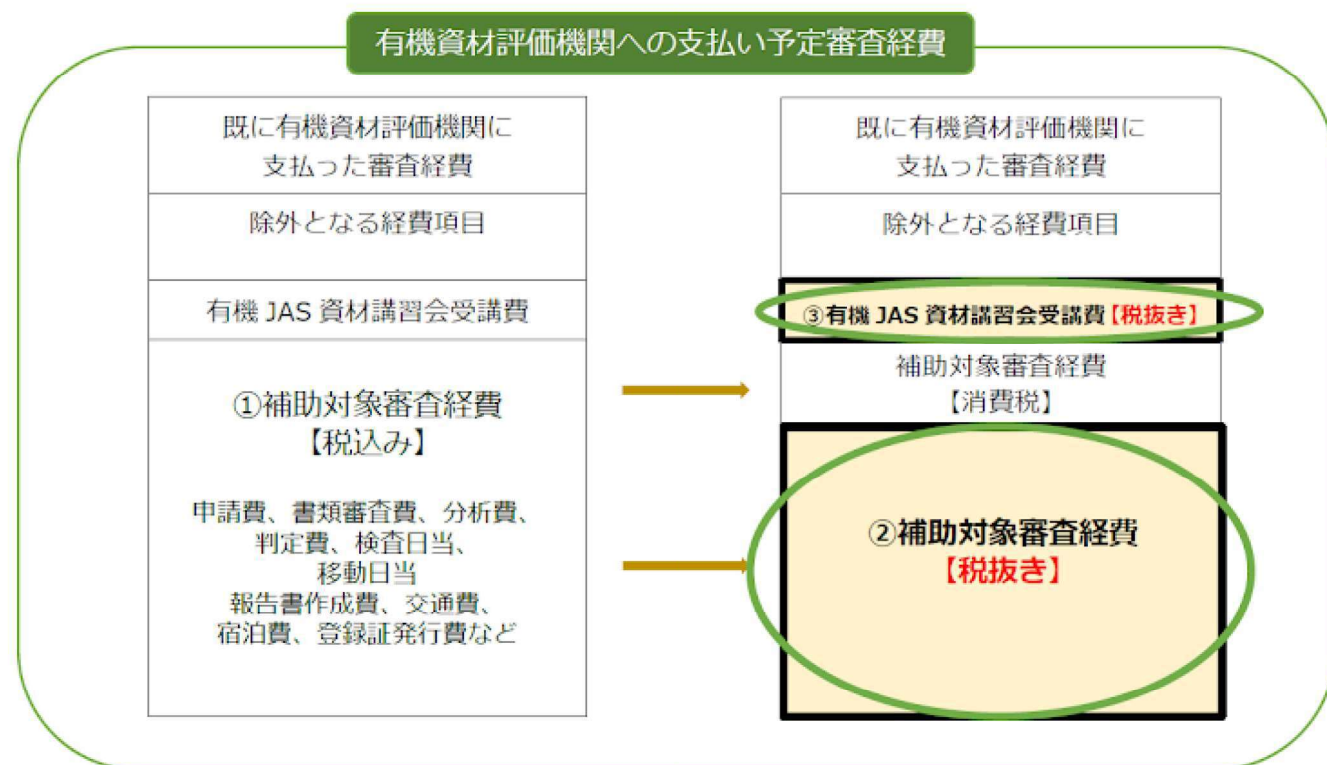 有機資材評価機関への支払い予定審査経費
既に有機資材評価機関に
支払った審査経費
除外となる経費項目
有機 JAS 資材講習会受講費
①補助対象審査経費
【税込み】
申請費、書類審査費、分析費、
判定費、検査日当、
移動日当
報告書作成費、交通費、
宿泊費、登録証発行費など
既に有機資材評価機関に
支払った審査経費
除外となる経費項目
③有機 JAS 資材講習会受講費【税抜き】
補助対象審査経費
【消費税】
②補助対象審査経費
【税抜き】